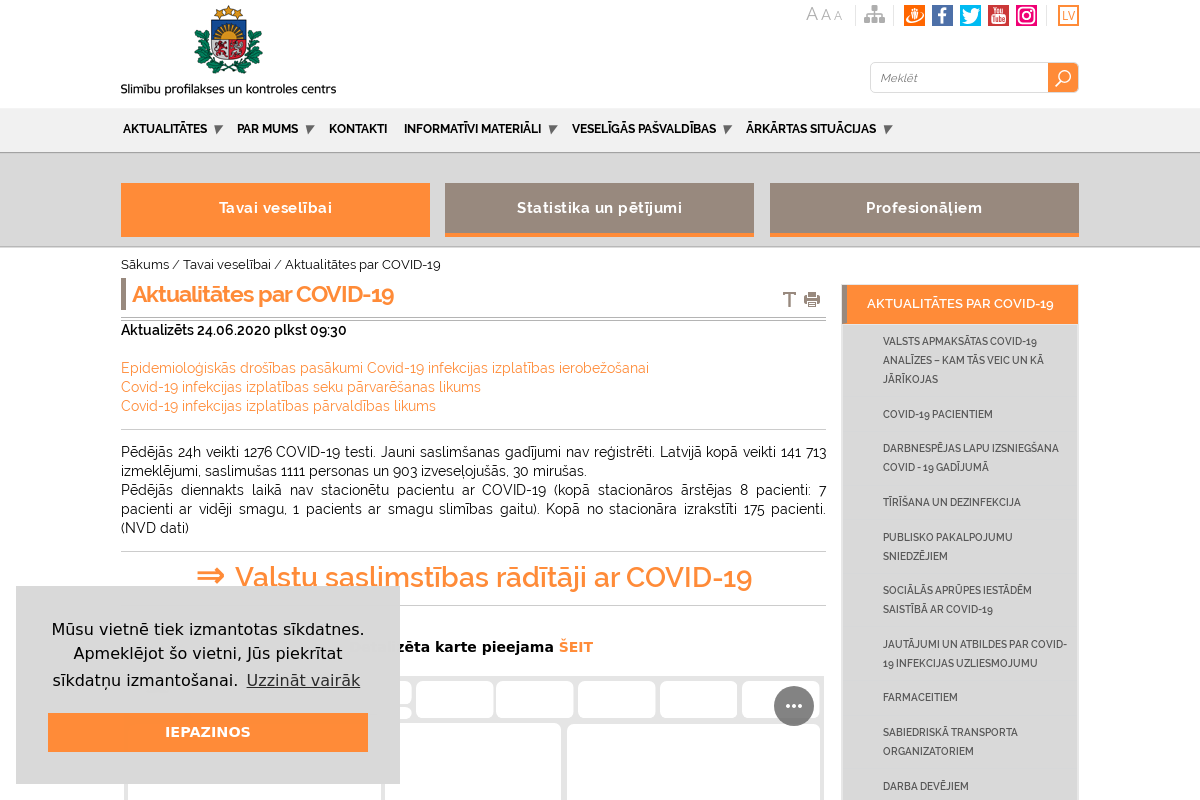 A A A
You Tube
LV
Slimību profilakses un kontroles centrs
Meklēt
AKTUALITĀTES PAR MUMS KONTAKTI INFORMATĪVI MATERIĀLI VESELĪGĀS PAŠVALDĪBAS ĀRKĀRTAS SITUĀCIJAS
Tavai veselībai
Statistika un pētījumi
Profesionāļiem
Sākums / Tavai veselībai / Aktualitātes par COVID-19
Aktualitātes par COVID-19
Aktualizēts 24.06.2020 plkst 09:30
Epidemioloģiskās drošības pasākumi Covid-19 infekcijas izplatības ierobežošanai
Covid-19 infekcijas izplatības seku pārvarēšanas likums
Covid-19 infekcijas izplatības pārvaldības likums
Pēdējās 24h veikti 1276 COVID-19 testi. Jauni saslimšanas gadījumi nav reģistrēti. Latvijā kopā veikti 141 713
izmeklējumi, saslimušas 1111 personas un 903 izveseļojušās, 30 mirušas.
Pēdējās diennakts laikā nav stacionētu pacientu ar COVID-19 (kopā stacionāros ārstējas 8 pacienti: 7
pacienti ar vidēji smagu, 1 pacients ar smagu slimības gaitu). Kopā no stacionāra izrakstīti 175 pacienti.
(NVD dati)
⇒ Valstu saslimstības rādītāji ar COVID-19
zēta karte pieejama ŠEIT
Mūsu vietnē tiek izmantotas sīkdatnes.
Apmeklējot šo vietni, Jūs piekrītat
sīkdatņu izmantošanai. Uzzināt vairāk
IEPAZINOS
AKTUALITĀTES PAR COVID-19
VALSTS APMAKSĀTAS COVID-19
ANALĪZES – KAM TĀS VEIC UN KĀ
JĀRĪKOJAS
COVID-19 PACIENTIEM
DARBNESPĒJAS LAPU IZSNIEGŠANA
COVID - 19 GADĪJUMĀ
TĪRĪŠANA UN DEZINFEKCIJA
PUBLISKO PAKALPOJUMU
SNIEDZĒJIEM
SOCIĀLĀS APRŪPES IESTĀDĒM
SAISTĪBĀ AR COVID-19
JAUTĀJUMI UN ATBILDES PAR COVID-
19 INFEKCIJAS UZLIESMOJUMU
FARMACEITIEM
SABIEDRISKĀ TRANSPORTA
ORGANIZATORIEM
DARBA DEVĒJIEM